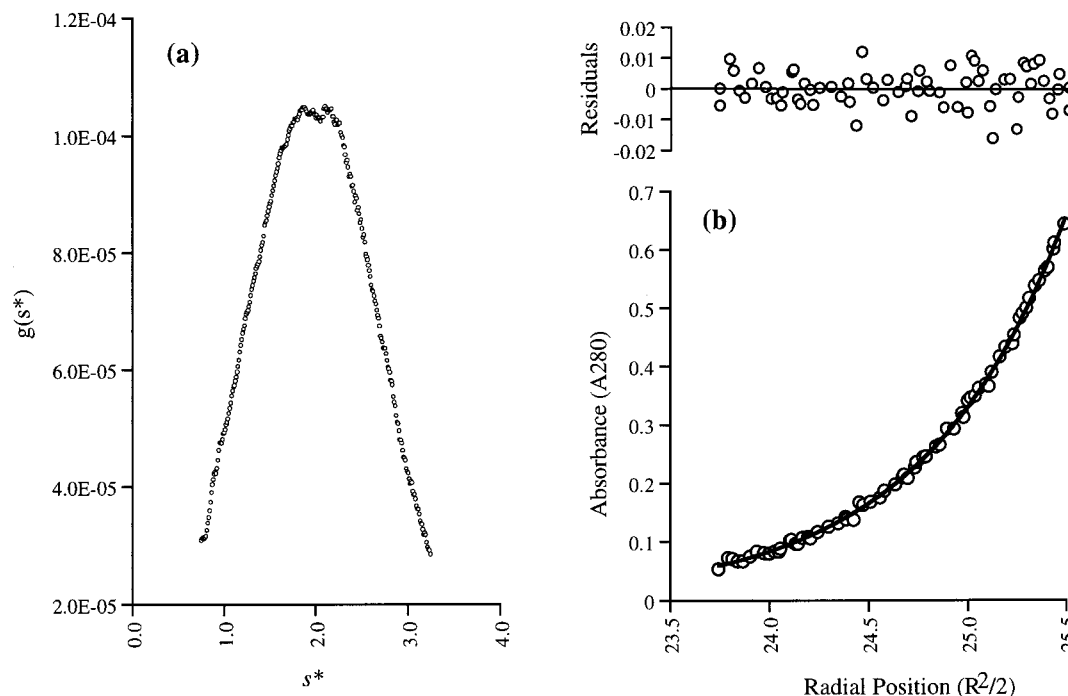 (a)
g(s*)
1.2E-04
1.0E-04
8.0E-05
6.0E-05
4.0E-05
2.0E-05
0.0
1.0
2.0
3.0
4.0
s*
Residuals
0.02
0.01
0
-0.01
-0.02
(b)
Absorbance (A280)
0.7
0.6
0.5
0.4
0.3
0.2
0.1
0
23.5
24.0
24.5
25.0
25.5
Radial Position (R²/2)